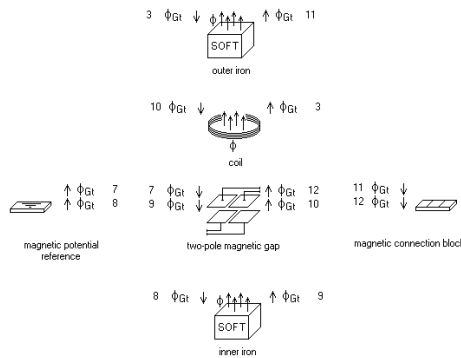 3 ϕGt ↓ ϕ ↑ ϕGt 11
SOFT
outer iron
10 ϕGt ↓ ↑ ϕGt 3
ϕ
coil
↑ ϕGt 7
↑ ϕGt 8
magnetic potential
reference
7 ϕGt ↓ ↑ ϕGt 12
9 ϕGt ↓ ↑ ϕGt 10
two-pole magnetic gap
11 ϕGt ↓
12 ϕGt ↓
magnetic connection block
8 ϕGt ↓ ϕ ↑ ϕGt 9
SOFT
inner iron